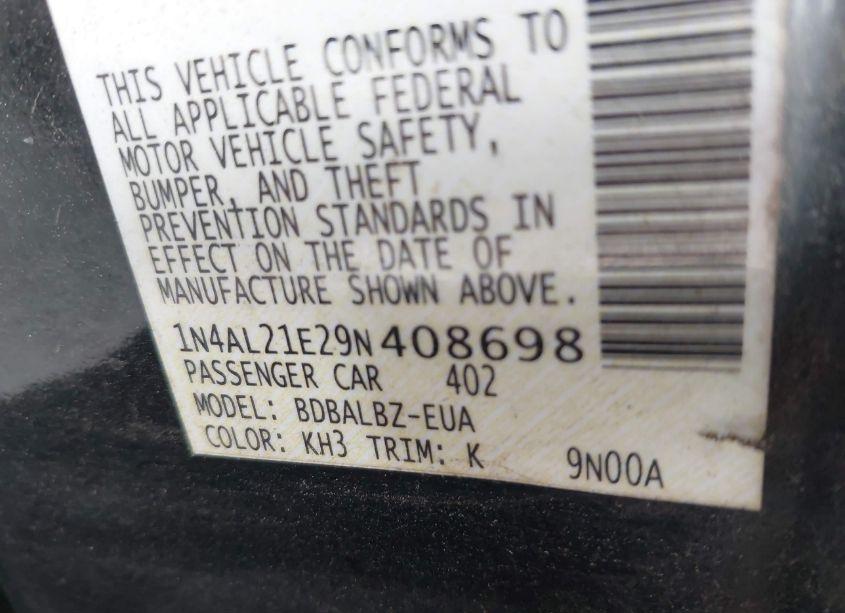 THIS VEHICLE CONFORMS TO
ALL APPLICABLE FEDERAL
MOTOR VEHICLE SAFETY,
BUMPER, AND THEFT
PREVENTION STANDARDS IN
EFFECT ON THE DATE OF
MANUFACTURE SHOWN ABOVE.
1N4AL21E29N408698
PASSENGER CAR 402
MODEL: BDBALBZ-EUA
COLOR: KH3 TRIM: K 9N00A